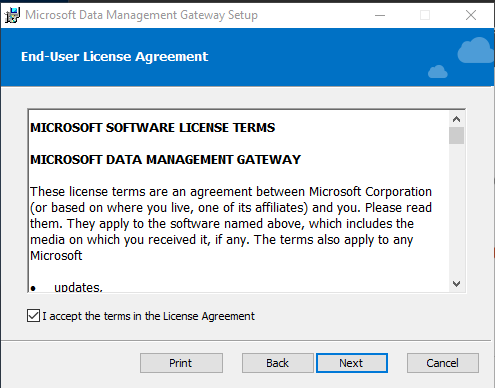 Microsoft Data Management Gateway Setup
End-User License Agreement
MICROSOFT SOFTWARE LICENSE TERMS
MICROSOFT DATA MANAGEMENT GATEWAY
These license terms are an agreement between Microsoft Corporation
(or based on where you live, one of its affiliates) and you. Please read
them. They apply to the software named above, which includes the
media on which you received it, if any. The terms also apply to any
Microsoft
• updates,
I accept the terms in the License Agreement
Print Back Next Cancel